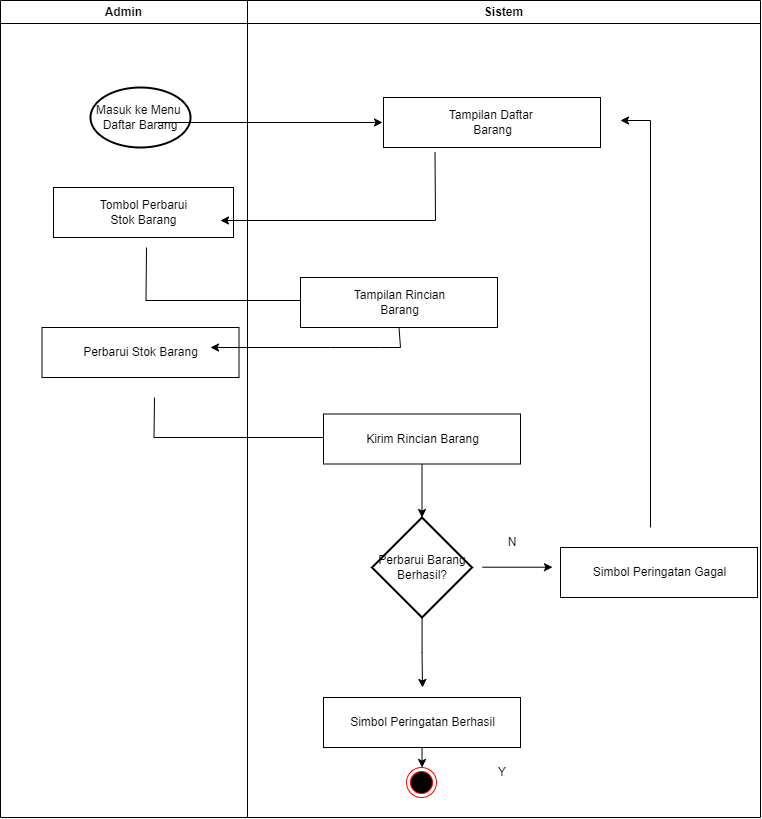 Admin
Sistem
Masuk ke Menu
Daftar Barang
Tampilan Daftar
Barang
Tombol Perbarui
Stok Barang
Tampilan Rincian
Barang
Perbarui Stok Barang
Kirim Rincian Barang
Perbarui Barang
Berhasil?
N
Simbol Peringatan Gagal
Simbol Peringatan Berhasil
Y